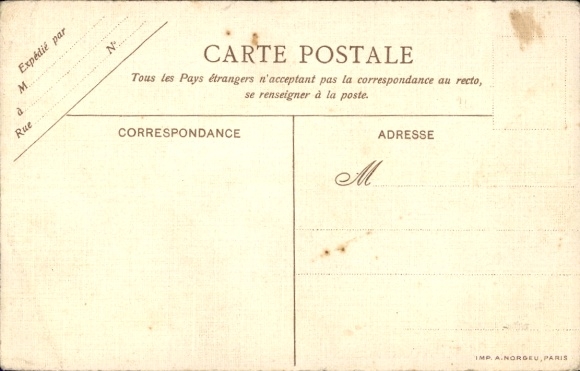 Expédié par
M
à
Rue N°
CARTE POSTALE
Tous les Pays étrangers n'acceptant pas la correspondance au recto,
se renseigner à la poste.
CORRESPONDANCE
ADRESSE
M
IMP. A. NORGEU, PARIS